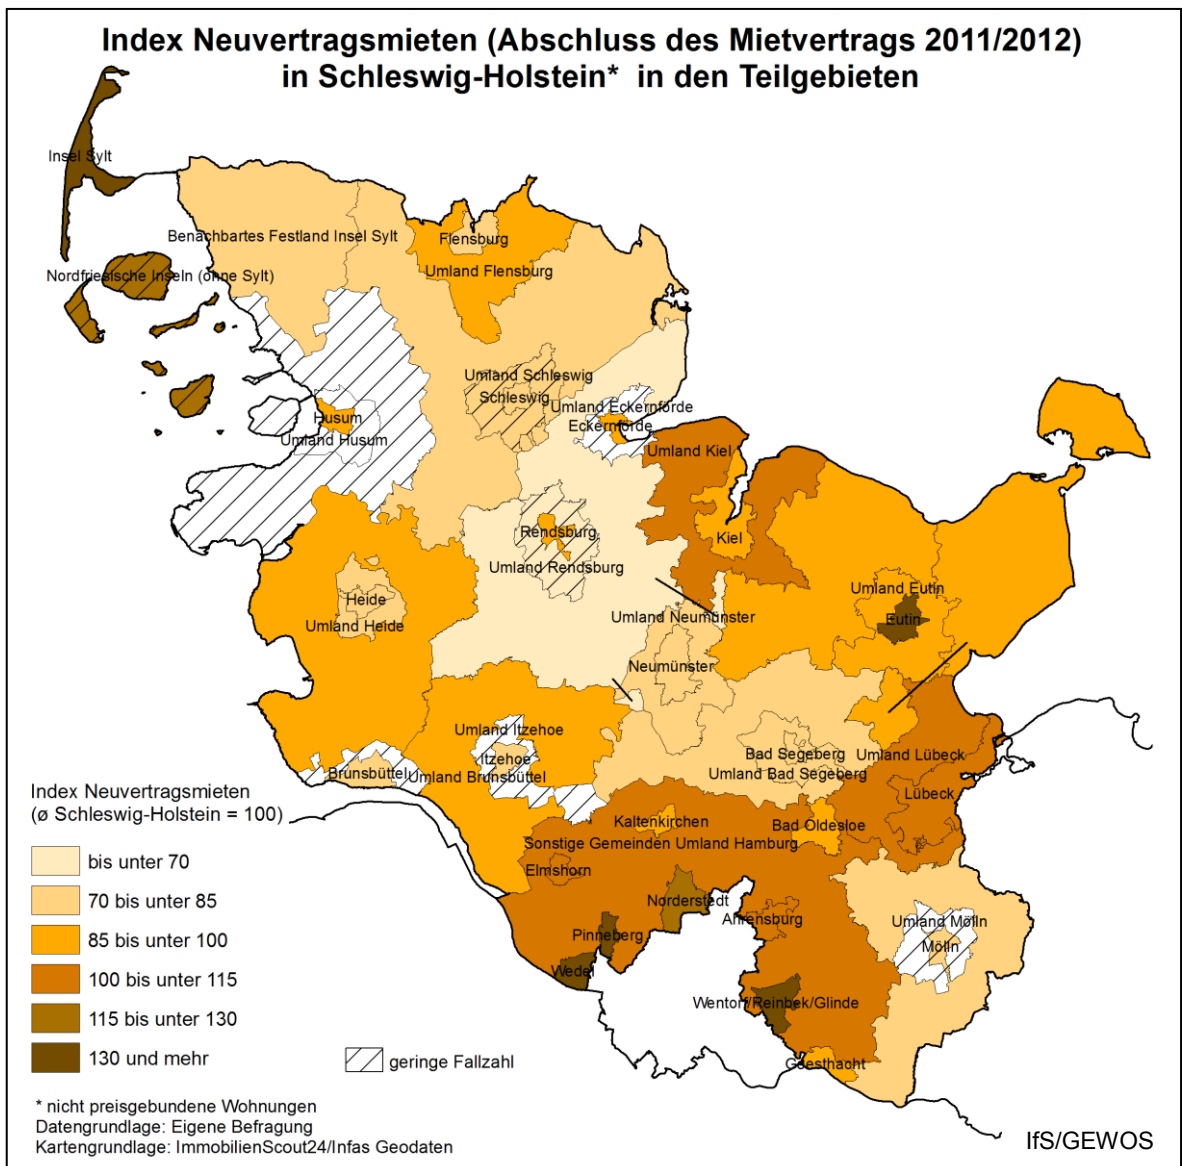 Index Neuvertragsmieten (Abschluss des Mietvertrags 2011/2012)
in Schleswig-Holstein* in den Teilgebieten
Insel Sylt
Benachbartes Festland Insel Sylt
Flensburg
Umland Flensburg
Nordfriesische Inseln (ohne Sylt)
Umland Schleswig
Schleswig
Umland Eckernförde
Eckernförde
Husum
Umland Husum
Umland Kiel
Kiel
Rendsburg
Umland Rendsburg
Heide
Umland Heide
Umland Eutin
Eutin
Umland Neumünster
Neumünster
Umland Itzehoe
Itzehoe
Brunsbüttel
Umland Brunsbüttel
Bad Segeberg
Umland Bad Segeberg
Umland Lübeck
Lübeck
Kaltenkirchen
Bad Oldesloe
Sonstige Gemeinden Umland Hamburg
Elmshorn
Norderstedt
Ahrensburg
Pinneberg
Wedel
Umland Mölln
Mölln
Wentorf/Reinbek/Glinde
Geesthacht
Index Neuvertragsmieten
(ø Schleswig-Holstein = 100)
bis unter 70
70 bis unter 85
85 bis unter 100
100 bis unter 115
115 bis unter 130
130 und mehr
geringe Fallzahl
* nicht preisgebundene Wohnungen
Datengrundlage: Eigene Befragung
Kartengrundlage: ImmobilienScout24/Infas Geodaten
IfS/GEWOS